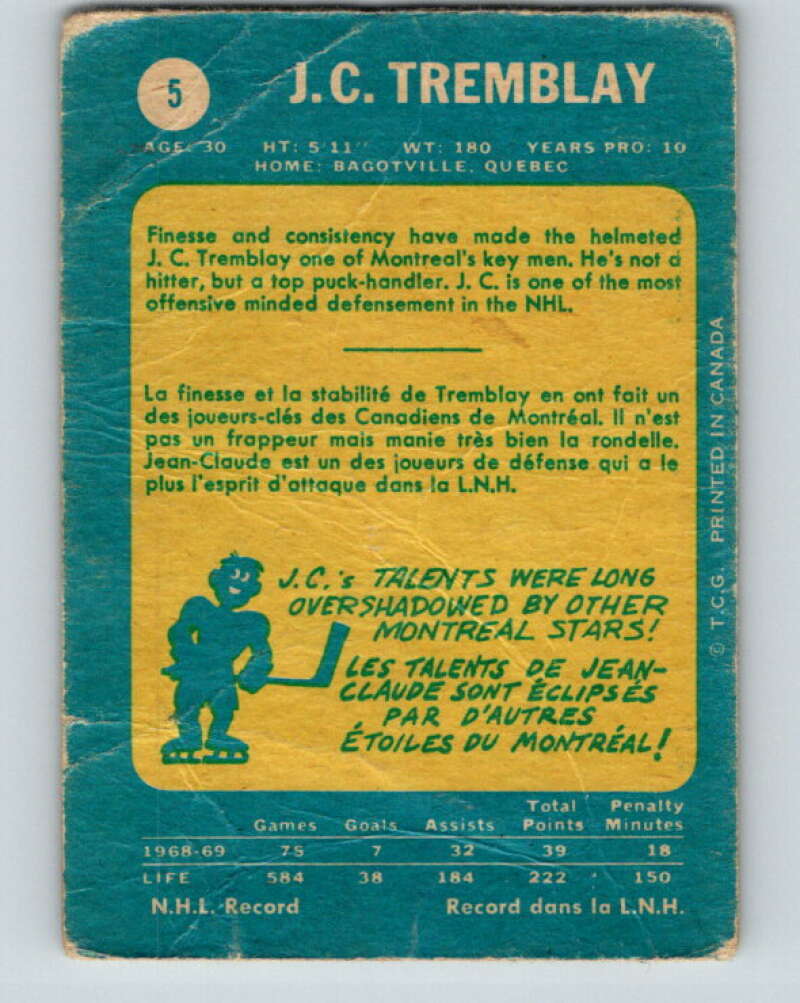 5
J.C. TREMBLAY
AGE: 30 HT: 5'11" WT: 180 YEARS PRO: 10
HOME: BAGOTVILLE, QUEBEC
Finesse and consistency have made the helmeted
J. C. Tremblay one of Montreal's key men. He's not a
hitter, but a top puck-handler. J. C. is one of the most
offensive minded defensement in the NHL.
La finesse et la stabilité de Tremblay en ont fait un
des joueurs-clés des Canadiens de Montréal. Il n'est
pas un frappeur mais manie très bien la rondelle.
Jean-Claude est un des joueurs de défense qui a le
plus l'esprit d'attaque dans la L.N.H.
J.C.'s TALENTS WERE LONG
OVERSHADOWED BY OTHER
MONTREAL STARS!
LES TALENTS DE JEAN-
CLAUDE SONT ÉCLIPSÉS
PAR D'AUTRES
ÉTOILES DU MONTRÉAL!
© T.C.G. PRINTED IN CANADA
Total Penalty
Games Goals Assists Points Minutes
1968-69 75 7 32 39 18
LIFE 584 38 184 222 150
N.H.L. Record Record dans la L.N.H.